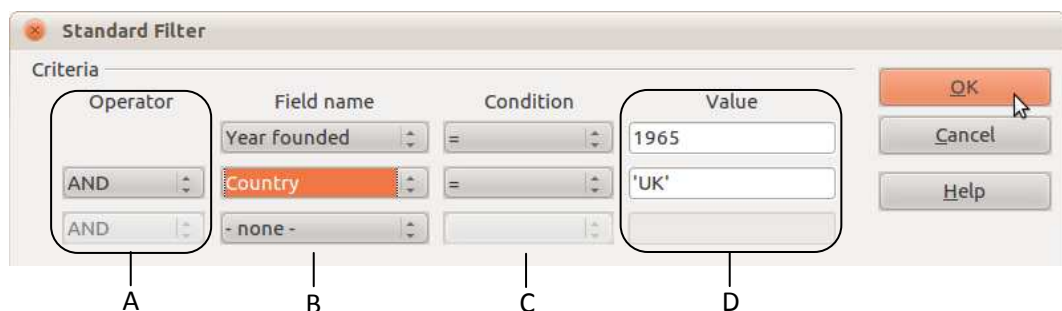 Standard Filter
Criteria
Operator Field name Condition Value
Year founded = 1965
AND Country = 'UK'
AND - none -
OK
Cancel
Help
A B C D